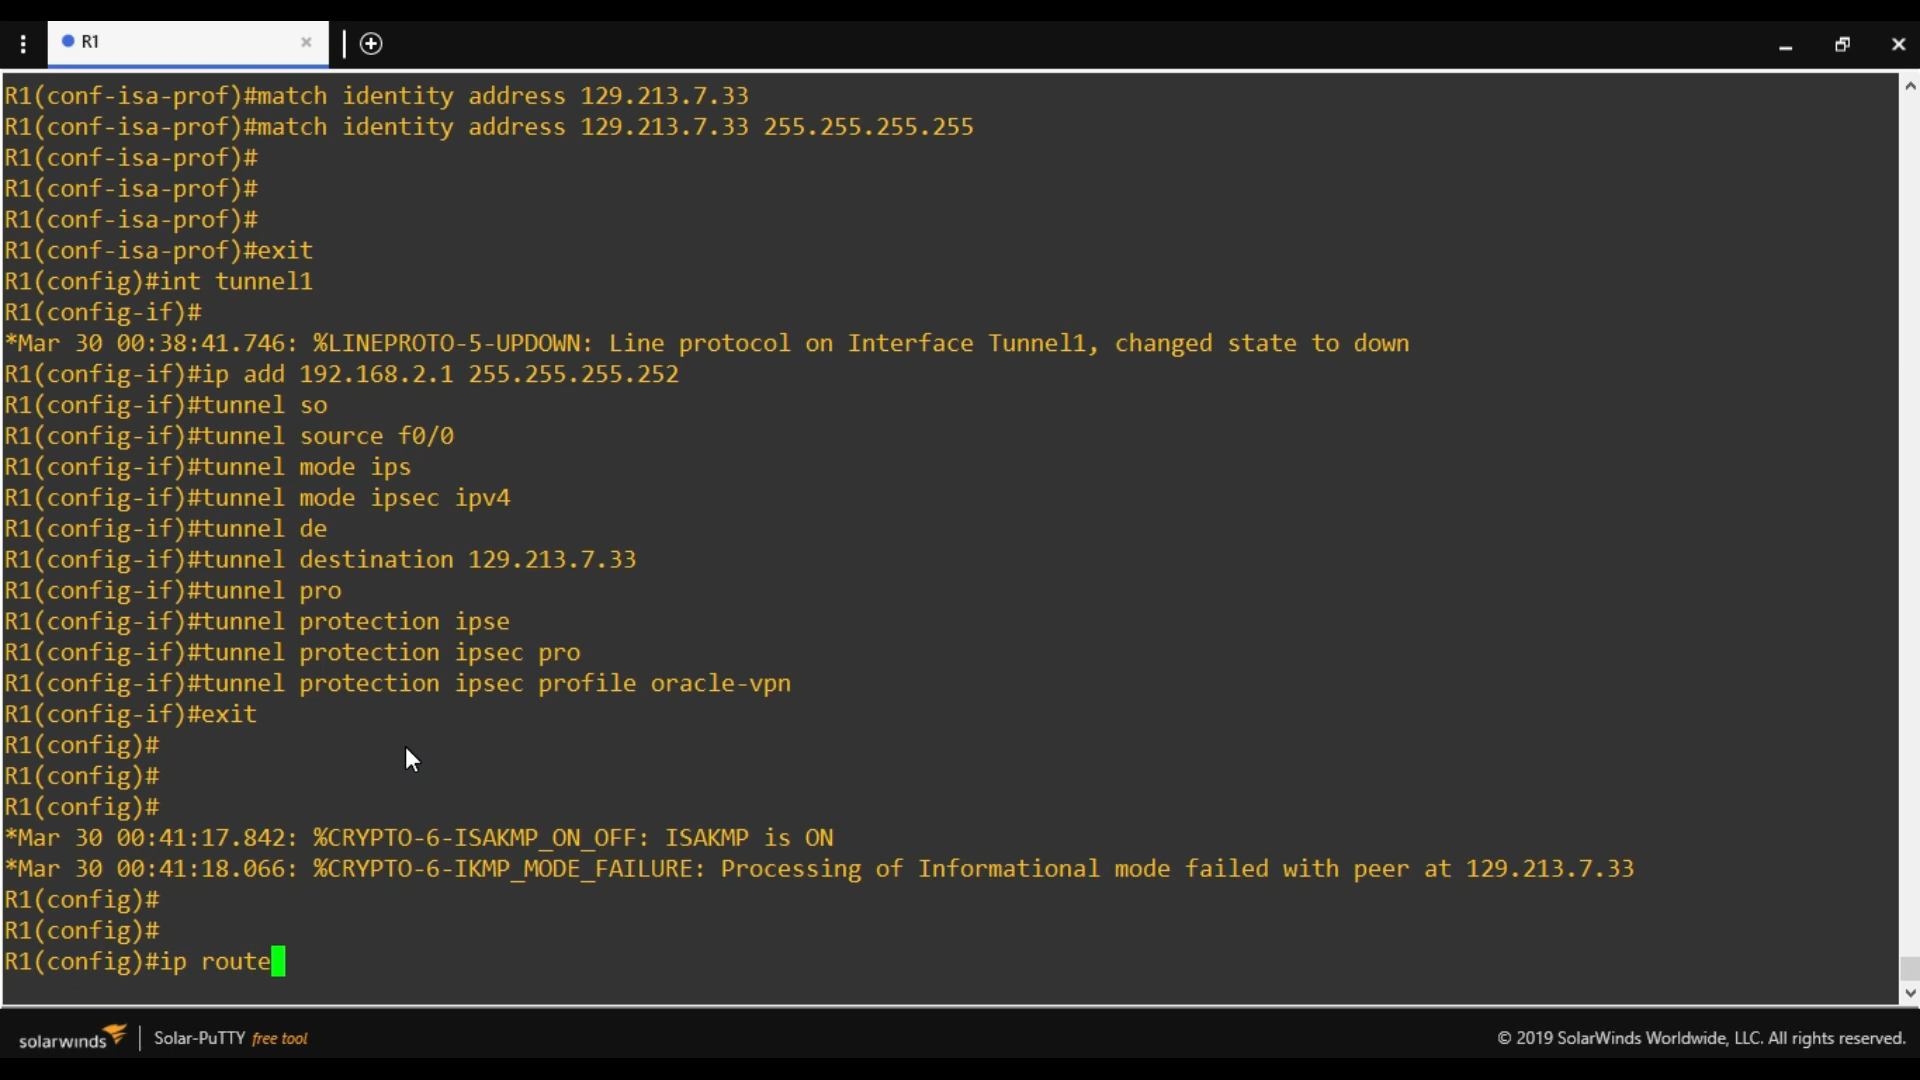 R1
R1(conf-isa-prof)#match identity address 129.213.7.33
R1(conf-isa-prof)#match identity address 129.213.7.33 255.255.255.255
R1(conf-isa-prof)#
R1(conf-isa-prof)#
R1(conf-isa-prof)#
R1(conf-isa-prof)#exit
R1(config)#int tunnel1
R1(config-if)#
*Mar 30 00:38:41.746: %LINEPROTO-5-UPDOWN: Line protocol on Interface Tunnel1, changed state to down
R1(config-if)#ip add 192.168.2.1 255.255.255.252
R1(config-if)#tunnel so
R1(config-if)#tunnel source f0/0
R1(config-if)#tunnel mode ips
R1(config-if)#tunnel mode ipsec ipv4
R1(config-if)#tunnel de
R1(config-if)#tunnel destination 129.213.7.33
R1(config-if)#tunnel pro
R1(config-if)#tunnel protection ipse
R1(config-if)#tunnel protection ipsec pro
R1(config-if)#tunnel protection ipsec profile oracle-vpn
R1(config-if)#exit
R1(config)#
R1(config)#
R1(config)#
*Mar 30 00:41:17.842: %CRYPTO-6-ISAKMP_ON_OFF: ISAKMP is ON
*Mar 30 00:41:18.066: %CRYPTO-6-IKMP_MODE_FAILURE: Processing of Informational mode failed with peer at 129.213.7.33
R1(config)#
R1(config)#
R1(config)#ip route
solarwinds | Solar-PuTTY free tool
© 2019 SolarWinds Worldwide, LLC. All rights reserved.